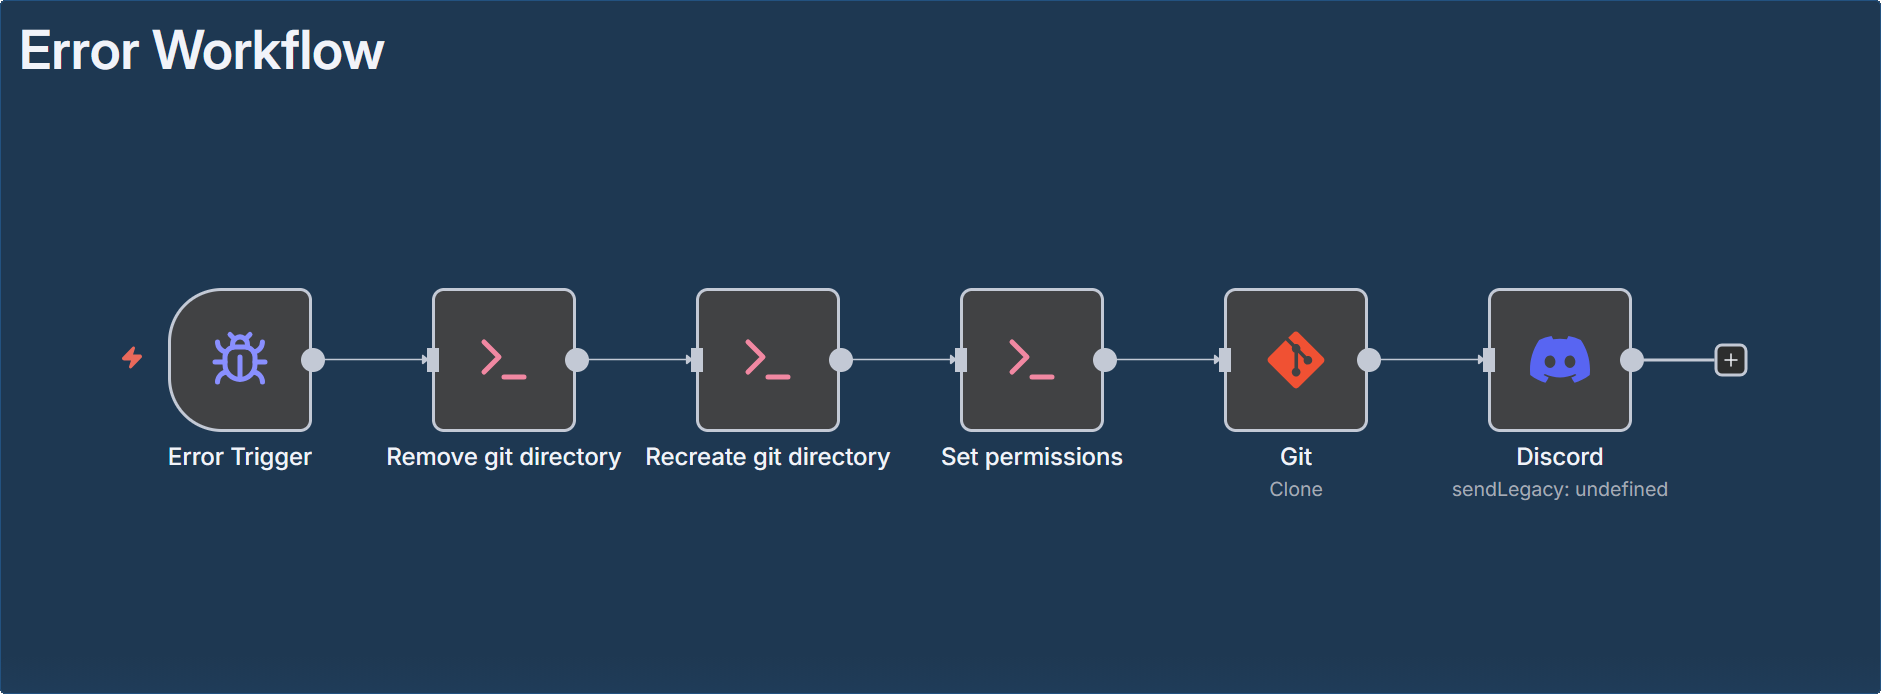 Error Workflow
Error Trigger
Remove git directory
Recreate git directory
Set permissions
Git
Clone
Discord
sendLegacy: undefined